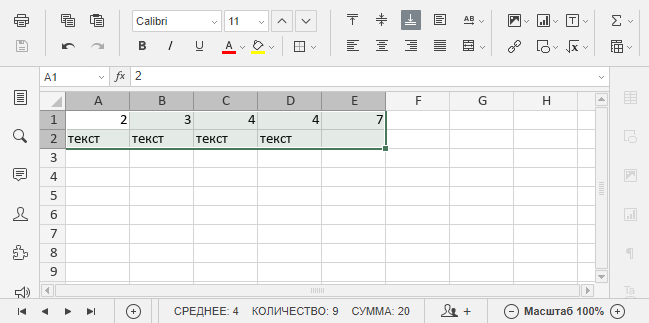 Calibri 11
B I U A
A1 fx 2
A B C D E F G H
1 2 3 4 4 7
2 текст текст текст текст
3
4
5
6
7
8
9
СРЕДНЕЕ: 4 КОЛИЧЕСТВО: 9 СУММА: 20 Масштаб 100%